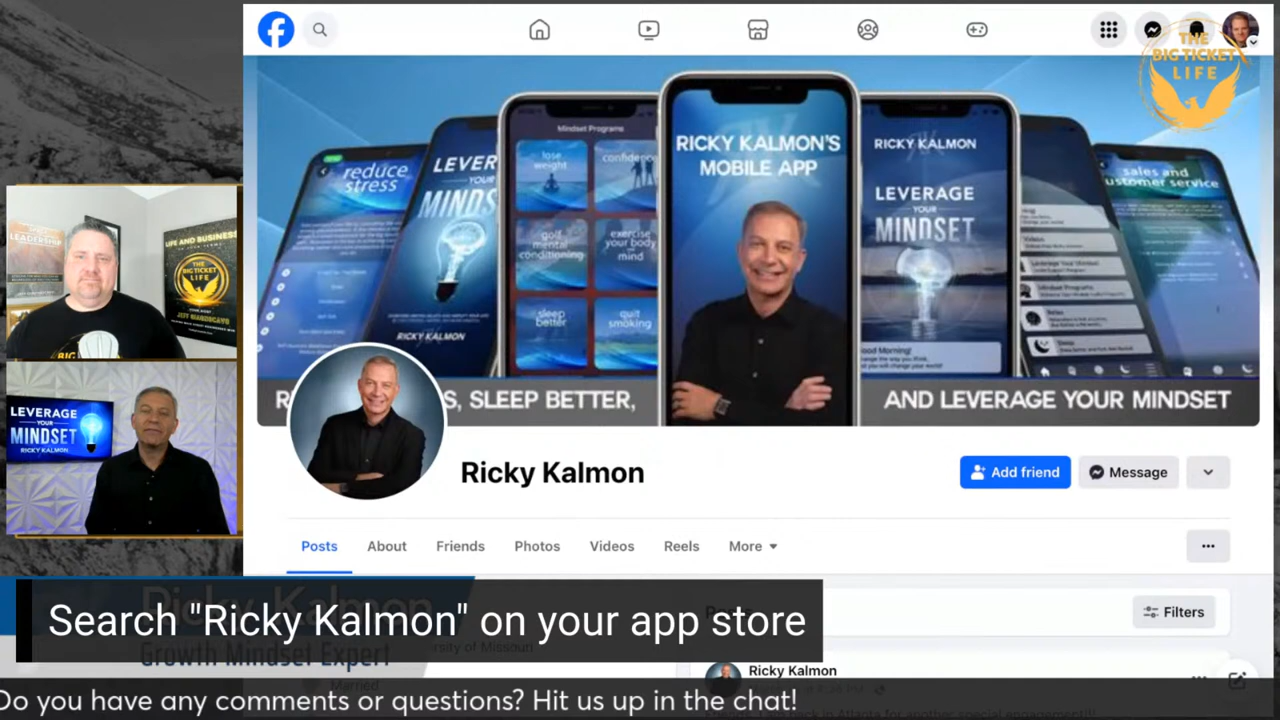 THE
BIG TICKET
LIFE
reduce
stress
LEVER
YOUR
MINDS
RICKY KALMON
Mindset Programs
lose
weight
confidence
golf
mental
conditioning
exercise
your body
mind
sleep
better
quit
smoking
RICKY KALMON'S
MOBILE APP
RICKY KALMON
LEVERAGE
YOUR
MINDSET
Good Morning!
sales and
customer service
S, SLEEP BETTER,
AND LEVERAGE YOUR MINDSET
LEADERSHIP
LIFE AND BUSINESS
THE
BIG TICKET
LIFE
BIG
LEVERAGE
YOUR
MINDSET
RICKY KALMON
Ricky Kalmon
Add friend
Message
Posts
About
Friends
Photos
Videos
Reels
More
Search "Ricky Kalmon" on your app store
Growth Mindset Expert
Filters
Ricky Kalmon
Do you have any comments or questions? Hit us up in the chat!